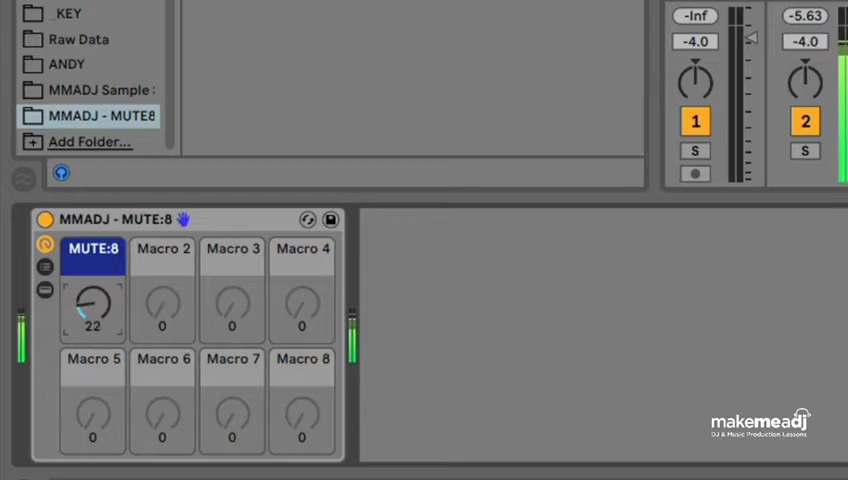 _KEY
Raw Data
ANDY
MMADJ Sample
MMADJ - MUTE8
Add Folder...
-Inf
-5.63
-4.0
-4.0
1
2
S
S
MMADJ - MUTE:8
MUTE:8
Macro 2
Macro 3
Macro 4
22
0
0
0
Macro 5
Macro 6
Macro 7
Macro 8
0
0
0
0
makemeadj
DJ & Music Production Lessons